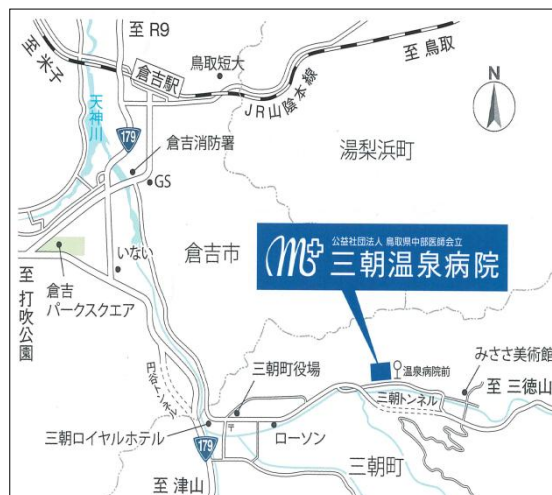 至 R9
至 米子
倉吉駅
鳥取短大
至 鳥取
JR山陰本線
N
天神川
179
倉吉消防署
GS
湯梨浜町
倉吉市
いない
倉吉
パークスクエア
至 打吹公園
m
公益社団法人 鳥取県中部医師会立
三朝温泉病院
円谷トンネル
三朝町役場
温泉病院前
みささ美術館
至 三徳山
三朝トンネル
三朝ロイヤルホテル
〒
ローソン
179
三朝町
至 津山